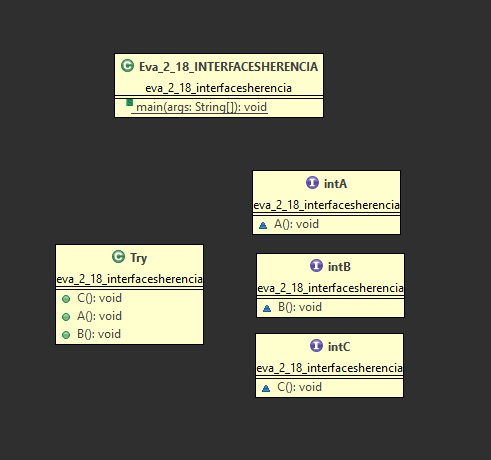 C Eva_2_18_INTERFACESHERENCIA
eva_2_18_interfacesherencia
main(args: String[]): void
I intA
eva_2_18_interfacesherencia
A(): void
C Try
eva_2_18_interfacesherencia
C(): void
A(): void
B(): void
I intB
eva_2_18_interfacesherencia
B(): void
I intC
eva_2_18_interfacesherencia
C(): void